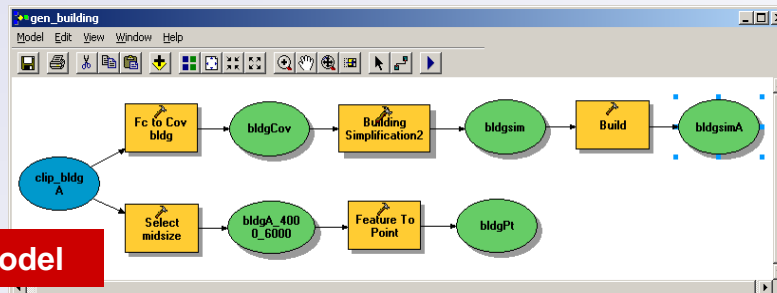 gen_building
Model Edit View Window Help
Fc to Cov
bldg
bldgCov
Building
Simplification2
bldgsim
Build
bldgsimA
clip_bldg
A
Select
midsize
bldgA_400
0_6000
Feature To
Point
bldgPt
odel